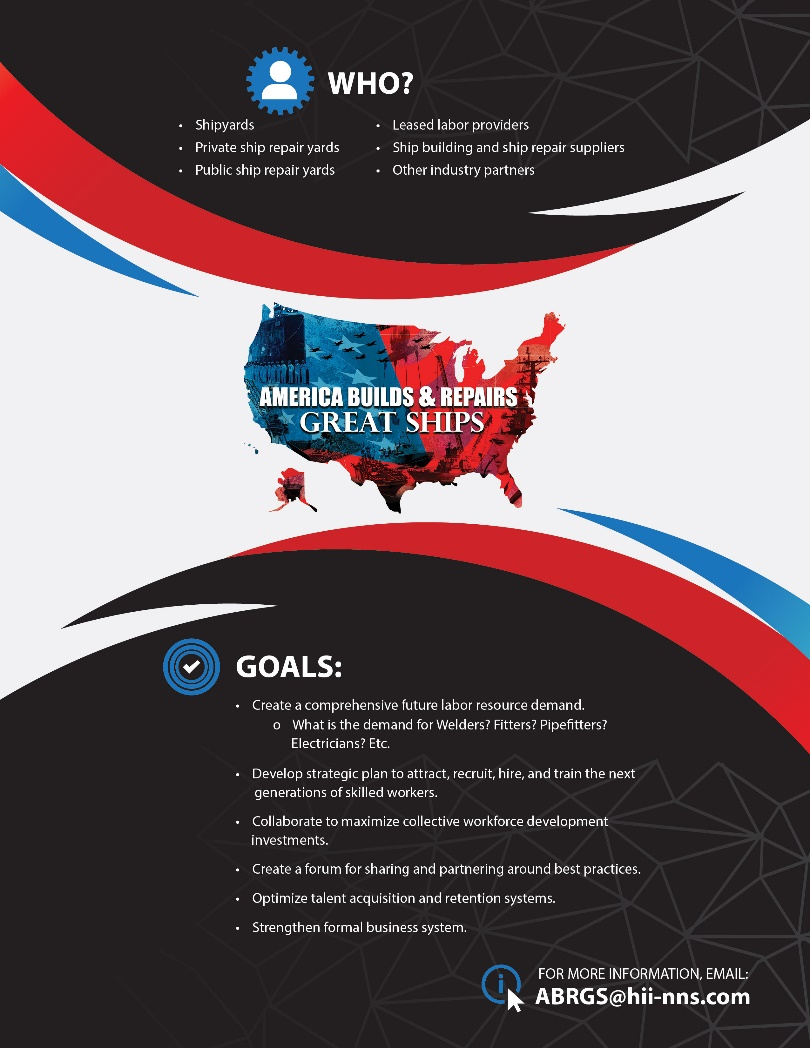 WHO?
• Shipyards
• Private ship repair yards
• Public ship repair yards
• Leased labor providers
• Ship building and ship repair suppliers
• Other industry partners
AMERICA BUILDS & REPAIRS
GREAT SHIPS
GOALS:
• Create a comprehensive future labor resource demand.
o What is the demand for Welders? Fitters? Pipefitters?
Electricians? Etc.
• Develop strategic plan to attract, recruit, hire, and train the next
generations of skilled workers.
• Collaborate to maximize collective workforce development
investments.
• Create a forum for sharing and partnering around best practices.
• Optimize talent acquisition and retention systems.
• Strengthen formal business system.
FOR MORE INFORMATION, EMAIL:
ABRGS@hii-nns.com